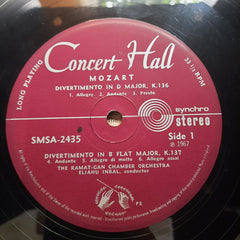 LONG PLAYING
33 1/3 RPM
Concert Hall
MOZART
DIVERTIMENTO IN D MAJOR, K.136
1. Allegro 2. Andante 3. Presto
synchro
stereo
SMSA-2435
Side 1
℗ 1967
DIVERTIMENTO IN B FLAT MAJOR, K.137
4. Andante 5. Allegro di molto 6. Allegro assai
THE RAMAT-GAN CHAMBER ORCHESTRA
ELIAHU INBAL, conductor
PE